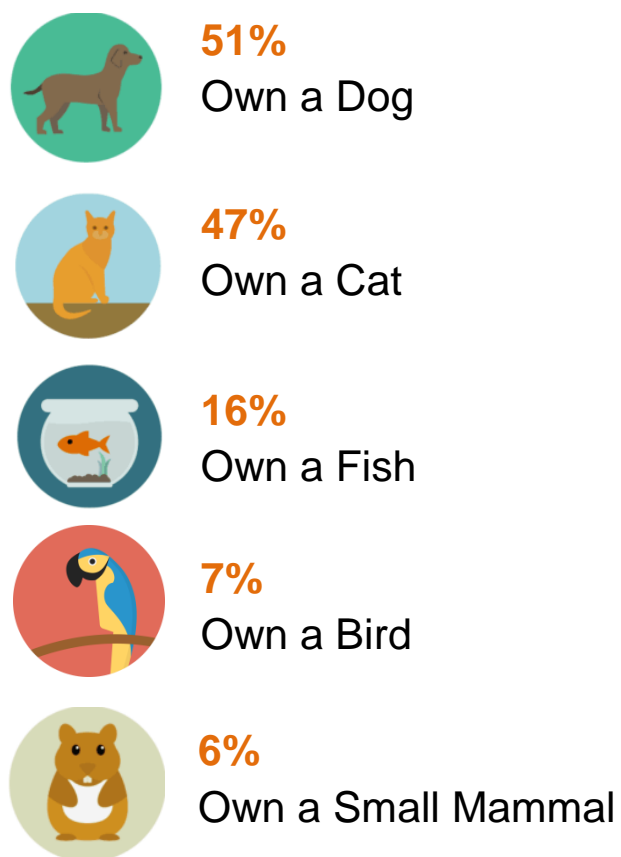 51%
Own a Dog
47%
Own a Cat
16%
Own a Fish
7%
Own a Bird
6%
Own a Small Mammal